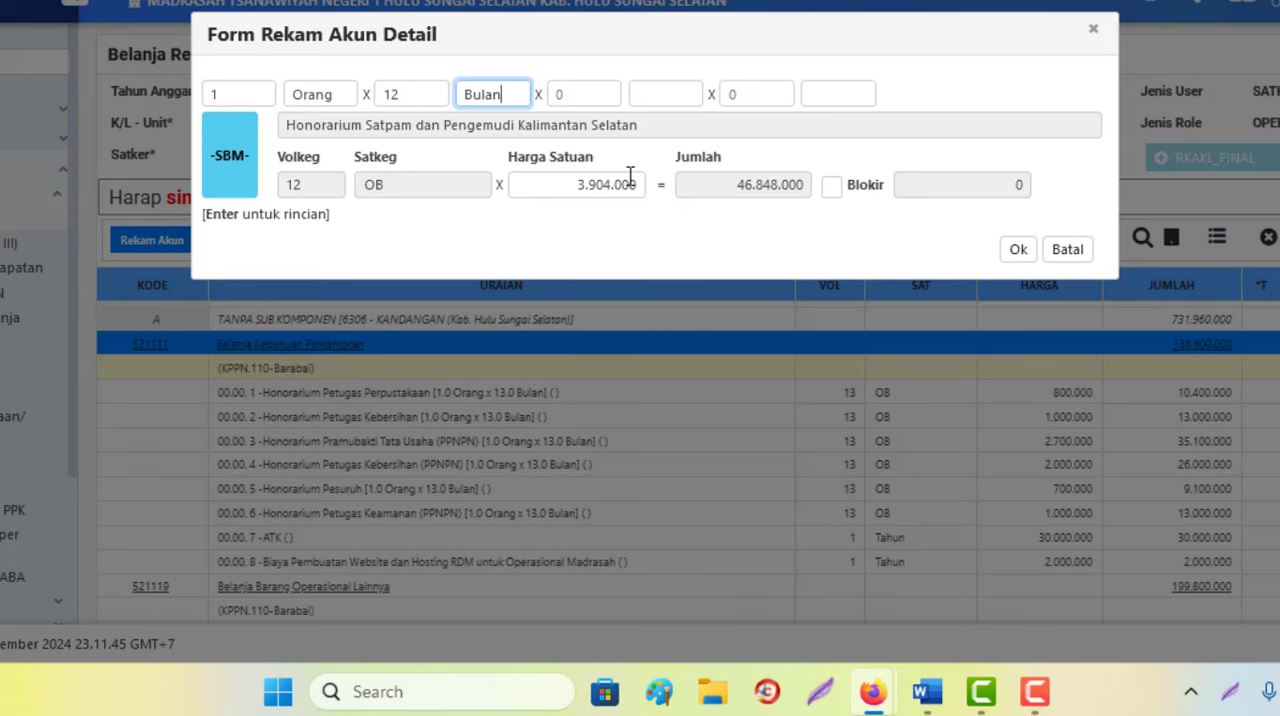 MADRASAH TSANAWIYAH NEGERI 1 HULU SUNGAI SELATAN KAB. HULU SUNGAI SELATAN
Form Rekam Akun Detail ×
1 Orang X 12 Bulan X 0 X 0
-SBM- Honorarium Satpam dan Pengemudi Kalimantan Selatan
Volkeg Satkeg Harga Satuan Jumlah
12 OB X 3.904.000 = 46.848.000 Blokir 0
[Enter untuk rincian]
Ok Batal
Belanja Re
Tahun Anggar
K/L - Unit*
Satker*
Jenis User SATK
Jenis Role OPE
RKAKL_FINAL
Harap sin
Rekam Akun
KODE URAIAN VOL SAT HARGA JUMLAH *T
A TANPA SUB KOMPONEN [6306 - KANDANGAN (Kab. Hulu Sungai Selatan)] 731.960.000
521111 Belanja Keperluan Perkantoran 138.600.000
(KPPN.110-Barabai)
00.00. 1 -Honorarium Petugas Perpustakaan [1.0 Orang x 13.0 Bulan] ( ) 13 OB 800.000 10.400.000
00.00. 2 -Honorarium Petugas Kebersihan [1.0 Orang x 13.0 Bulan] ( ) 13 OB 1.000.000 13.000.000
00.00. 3 -Honorarium Pramubakti Tata Usaha (PPNPN) [1.0 Orang x 13.0 Bulan] ( ) 13 OB 2.700.000 35.100.000
00.00. 4 -Honorarium Petugas Kebersihan (PPNPN) [1.0 Orang x 13.0 Bulan] ( ) 13 OB 2.000.000 26.000.000
00.00. 5 -Honorarium Pesuruh [1.0 Orang x 13.0 Bulan] ( ) 13 OB 700.000 9.100.000
00.00. 6 -Honorarium Petugas Keamanan (PPNPN) [1.0 Orang x 13.0 Bulan] ( ) 13 OB 1.000.000 13.000.000
00.00. 7 -ATK ( ) 1 Tahun 30.000.000 30.000.000
00.00. 8 -Biaya Pembuatan Website dan Hosting RDM untuk Operasional Madrasah ( ) 1 Tahun 2.000.000 2.000.000
521119 Belanja Barang Operasional Lainnya 199.800.000
(KPPN.110-Barabai)
III)
apatan
N
nja
aan/
PPK
per
ABA
ember 2024 23.11.45 GMT+7
Search